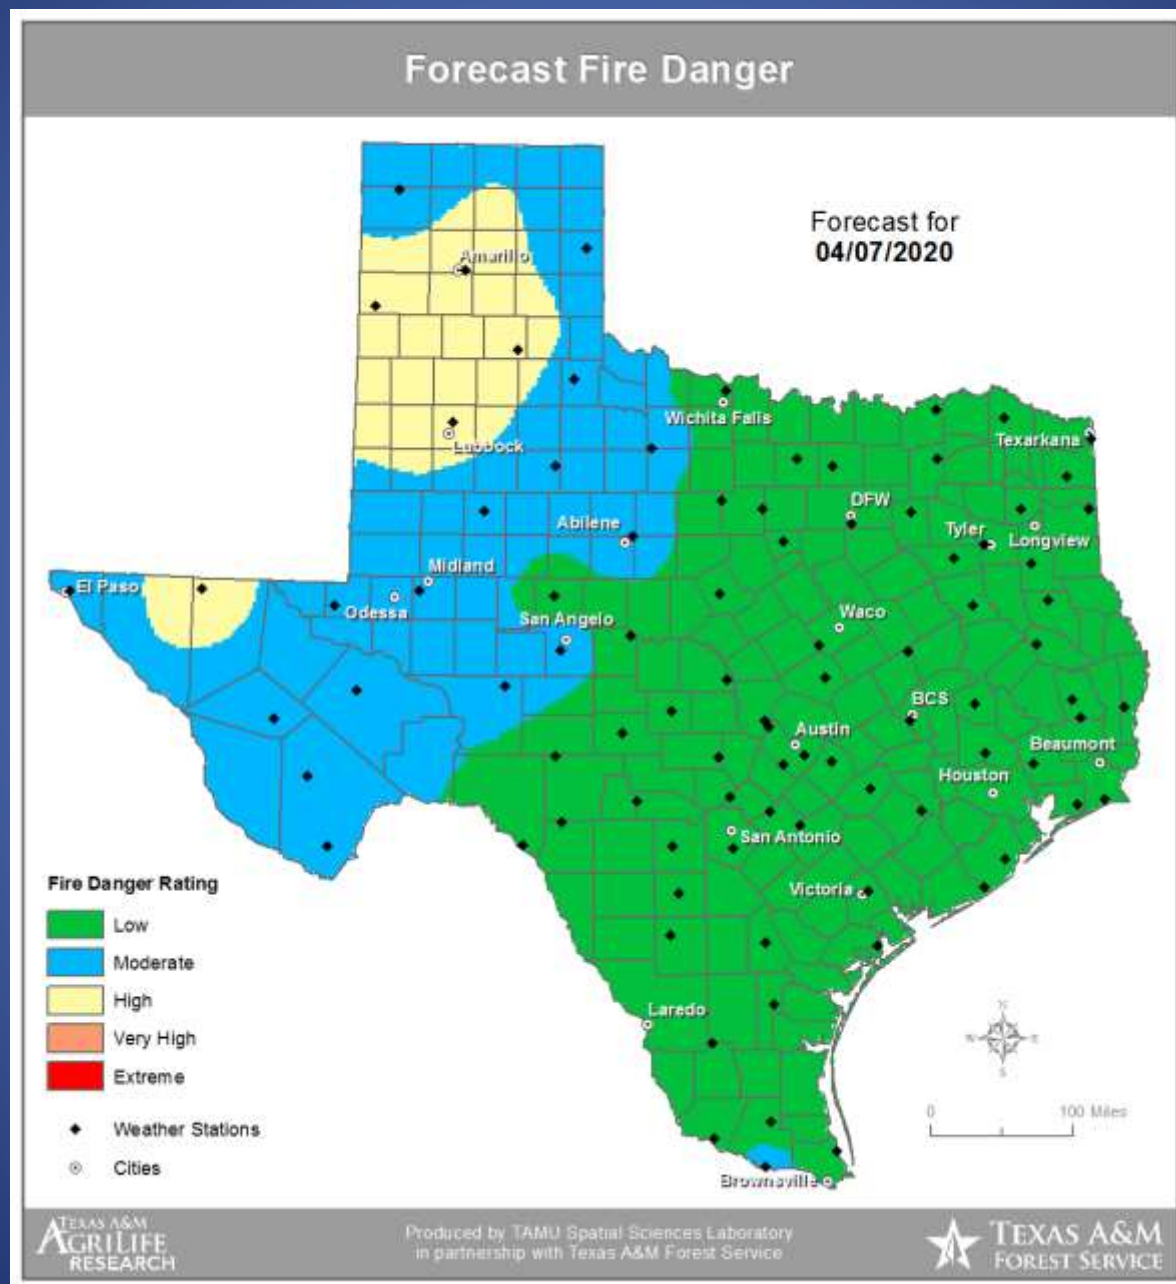 Forecast Fire Danger
Forecast for
04/07/2020
Amarillo
Lubbock
Wichita Falls
Texarkana
DFW
Abilene
Tyler
Longview
Midland
El Paso
Odessa
San Angelo
Waco
BCS
Austin
Beaumont
Houston
San Antonio
Victoria
Laredo
Brownsville
Fire Danger Rating
Low
Moderate
High
Very High
Extreme
Weather Stations
Cities
N
W E
S
0 100 Miles
TEXAS A&M
AGRILIFE
RESEARCH
Produced by TAMU Spatial Sciences Laboratory
in partnership with Texas A&M Forest Service
TEXAS A&M
FOREST SERVICE